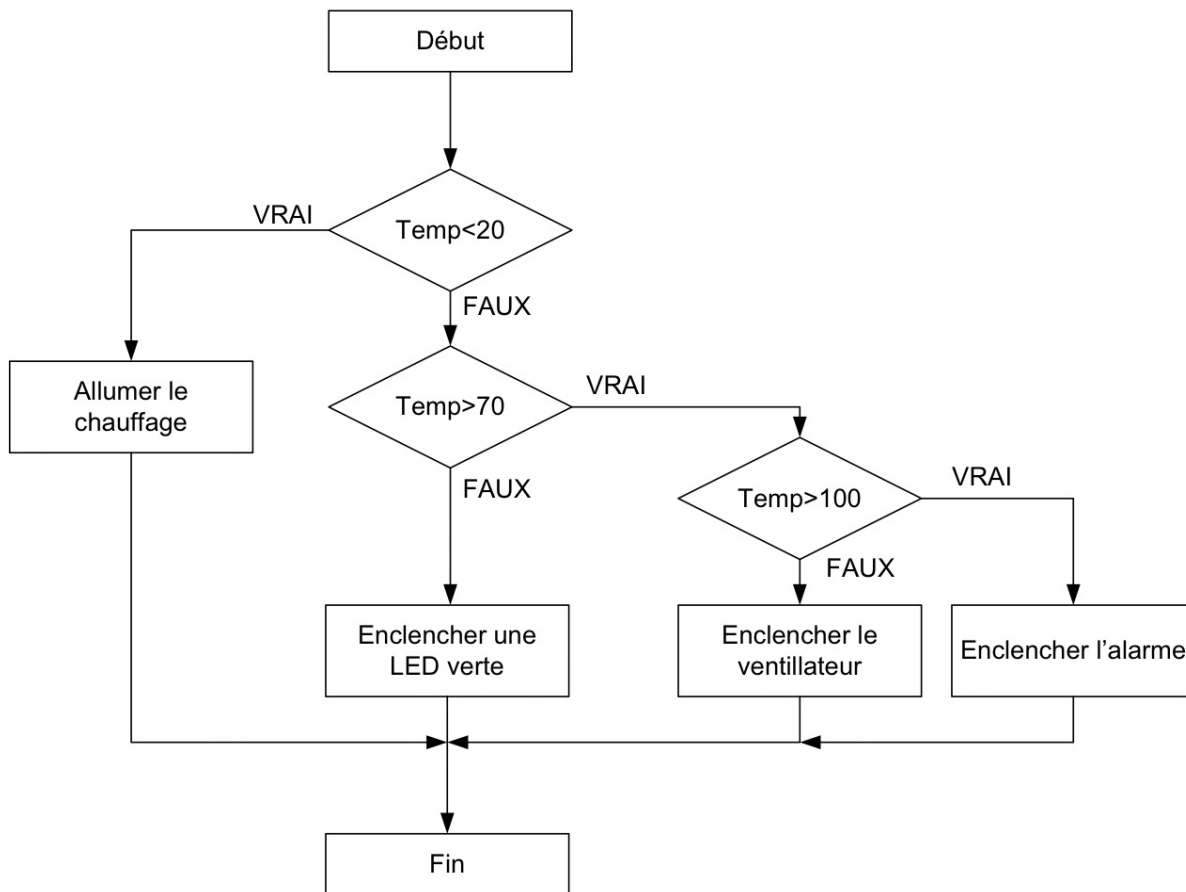 Début
VRAI
Temp<20
FAUX
Allumer le
chauffage
Temp>70
VRAI
FAUX
Temp>100
VRAI
FAUX
Enclencher une
LED verte
Enclencher le
ventillateur
Enclencher l’alarme
Fin